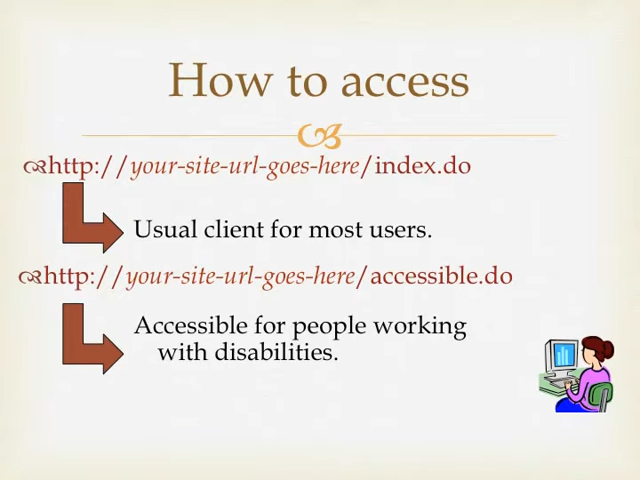 How to access
http://your-site-url-goes-here/index.do
Usual client for most users.
http://your-site-url-goes-here/accessible.do
Accessible for people working
with disabilities.